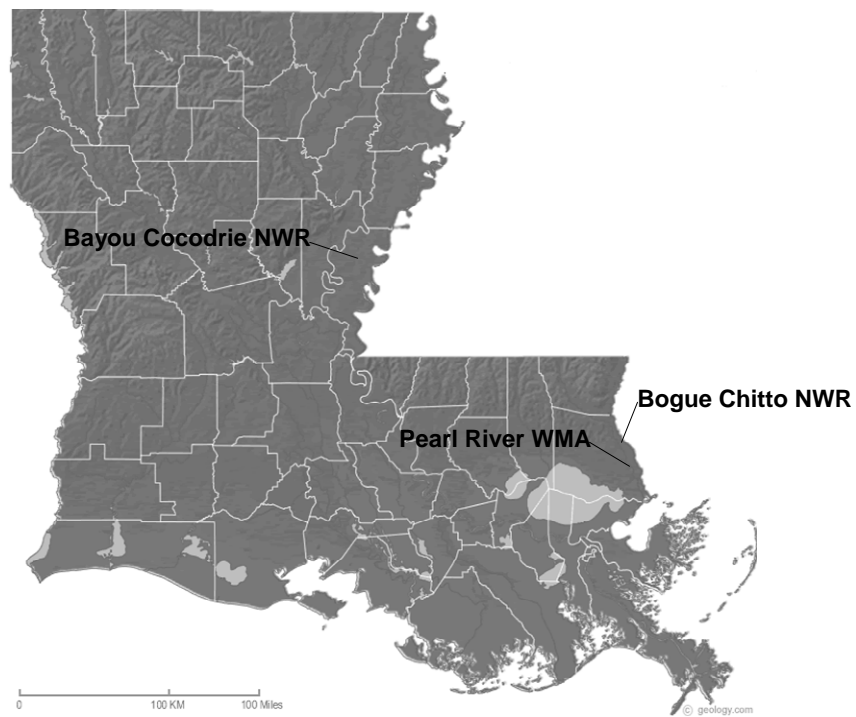 Bayou Cocodrie NWR
Bogue Chitto NWR
Pearl River WMA
0 100 KM 100 Miles
© geology.com